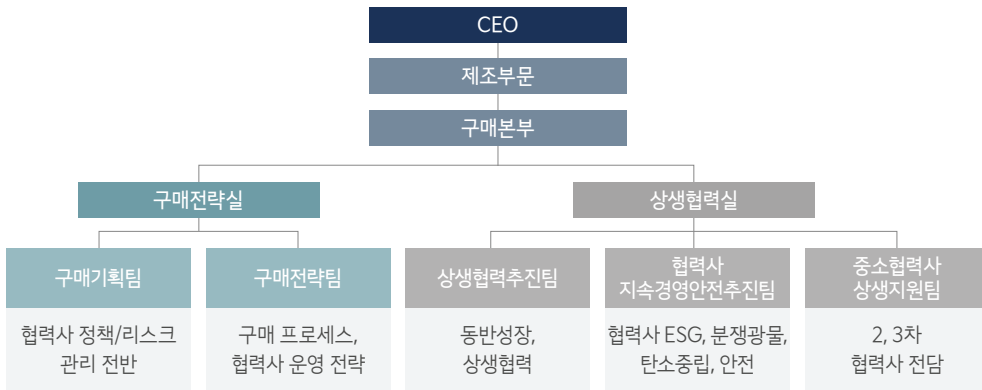 CEO
제조부문
구매본부
구매전략실
상생협력실
구매기획팀
구매전략팀
상생협력추진팀
협력사
지속경영안전추진팀
중소협력사
상생지원팀
협력사 정책/리스크
관리 전반
구매 프로세스,
협력사 운영 전략
동반성장,
상생협력
협력사 ESG, 분쟁광물,
탄소중립, 안전
2, 3차
협력사 전담